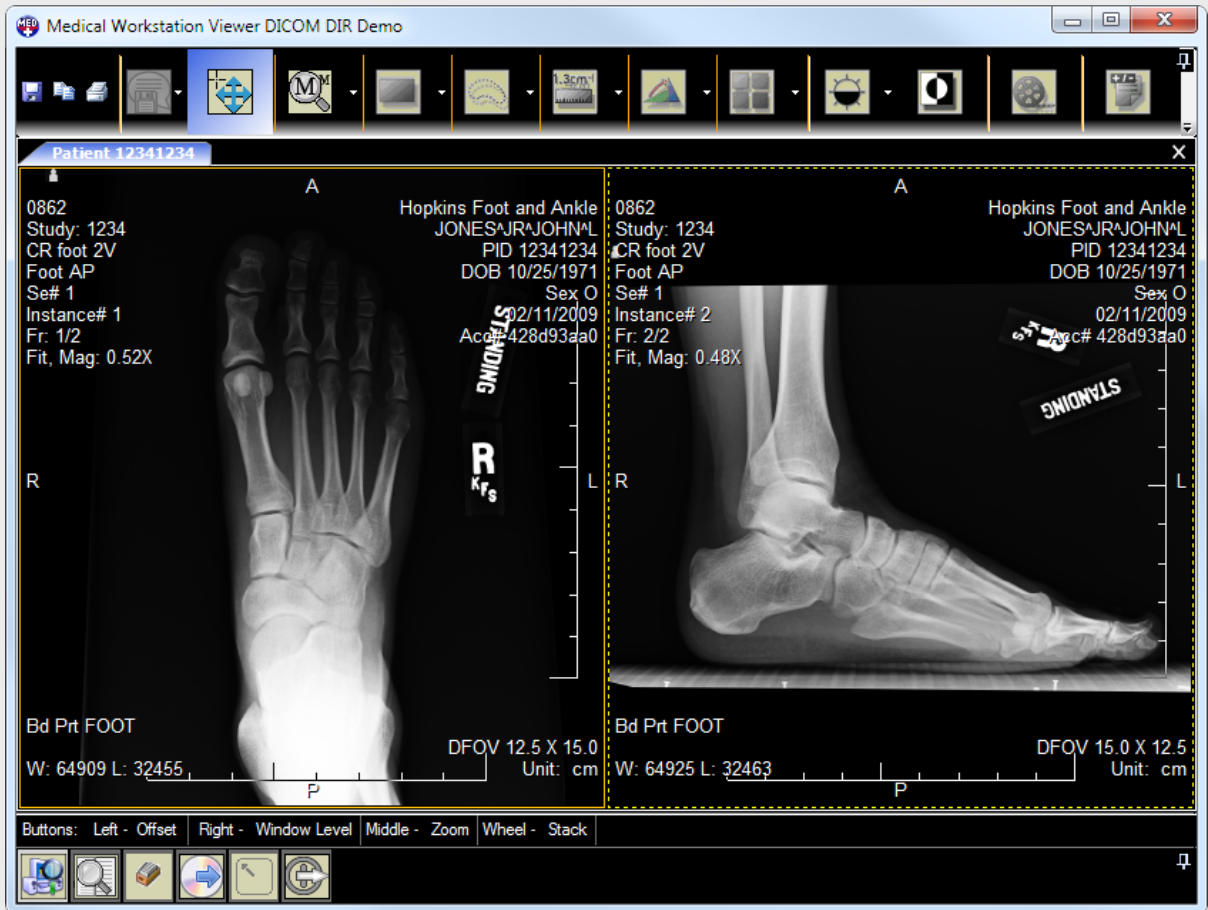 Medical Workstation Viewer DICOM DIR Demo
1.3cm
Patient 12341234
A
0862
Study: 1234
CR foot 2V
Foot AP
Se# 1
Instance# 1
Fr: 1/2
Fit, Mag: 0.52X
Hopkins Foot and Ankle
JONES^JR^JOHN^L
PID 12341234
DOB 10/25/1971
Sex O
02/11/2009
Acc# 428d93aa0
STANDING
R
KFS
R
L
Bd Prt FOOT
W: 64909 L: 32455
DFOV 12.5 X 15.0
Unit: cm
P
A
0862
Study: 1234
CR foot 2V
Foot AP
Se# 1
Instance# 2
Fr: 2/2
Fit, Mag: 0.48X
Hopkins Foot and Ankle
JONES^JR^JOHN^L
PID 12341234
DOB 10/25/1971
Sex O
02/11/2009
Acc# 428d93aa0
R
KFS
STANDING
R
L
Bd Prt FOOT
W: 64925 L: 32463
DFOV 15.0 X 12.5
Unit: cm
P
Buttons: Left - Offset Right - Window Level Middle - Zoom Wheel - Stack